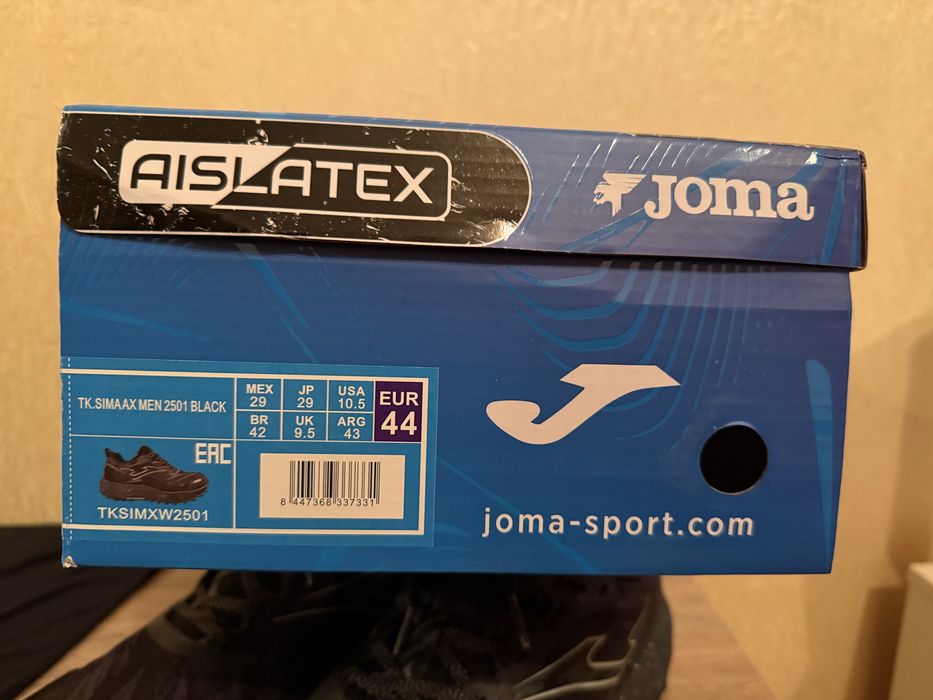 AISLATEX
Joma
TK.SIMAAX MEN 2501 BLACK
MEX 29
JP 29
USA 10.5
EUR 44
BR 42
UK 9.5
ARG 43
EAC
TKSIMXW2501
8 447368 337331
joma-sport.com